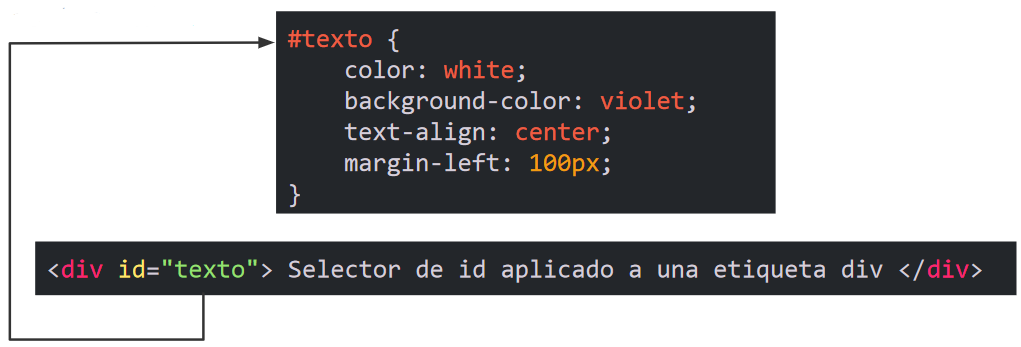 #texto {
    color: white;
    background-color: violet;
    text-align: center;
    margin-left: 100px;
}
<div id="texto"> Selector de id aplicado a una etiqueta div </div>